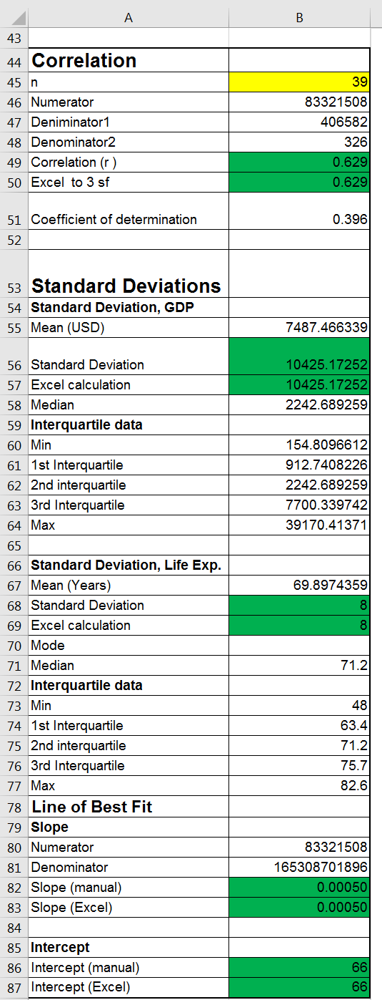 A B
43
44 Correlation
45 n 39
46 Numerator 83321508
47 Deniminator1 406582
48 Denominator2 326
49 Correlation (r ) 0.629
50 Excel  to 3 sf 0.629
51 Coefficient of determination 0.396
52
53 Standard Deviations
54 Standard Deviation, GDP
55 Mean (USD) 7487.466339
56 Standard Deviation 10425.17252
57 Excel calculation 10425.17252
58 Median 2242.689259
59 Interquartile data
60 Min 154.8096612
61 1st Interquartile 912.7408226
62 2nd interquartile 2242.689259
63 3rd Interquartile 7700.339742
64 Max 39170.41371
65
66 Standard Deviation, Life Exp.
67 Mean (Years) 69.8974359
68 Standard Deviation 8
69 Excel calculation 8
70 Mode
71 Median 71.2
72 Interquartile data
73 Min 48
74 1st Interquartile 63.4
75 2nd interquartile 71.2
76 3rd Interquartile 75.7
77 Max 82.6
78 Line of Best Fit
79 Slope
80 Numerator 83321508
81 Denominator 165308701896
82 Slope (manual) 0.00050
83 Slope (Excel) 0.00050
84
85 Intercept
86 Intercept (manual) 66
87 Intercept (Excel) 66